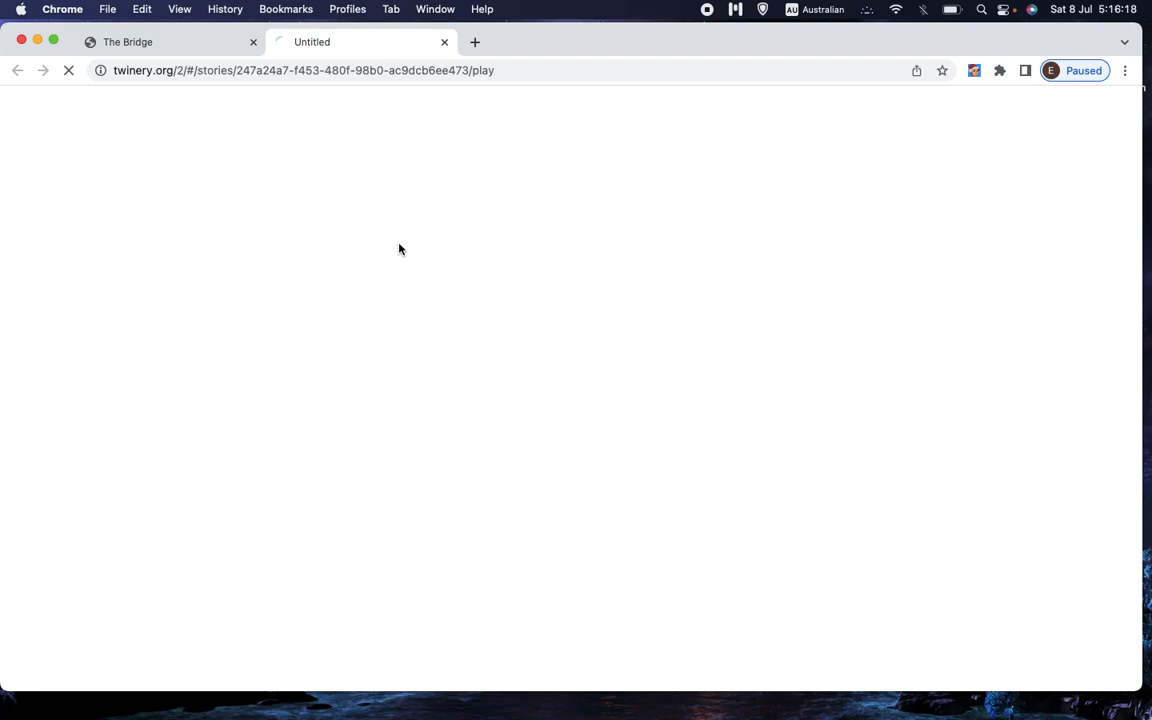 Chrome File Edit View History Bookmarks Profiles Tab Window Help AU Australian Sat 8 Jul 5:16:18
The Bridge Untitled
twinery.org/2/#/stories/247a24a7-f453-480f-98b0-ac9dcb6ee473/play E Paused